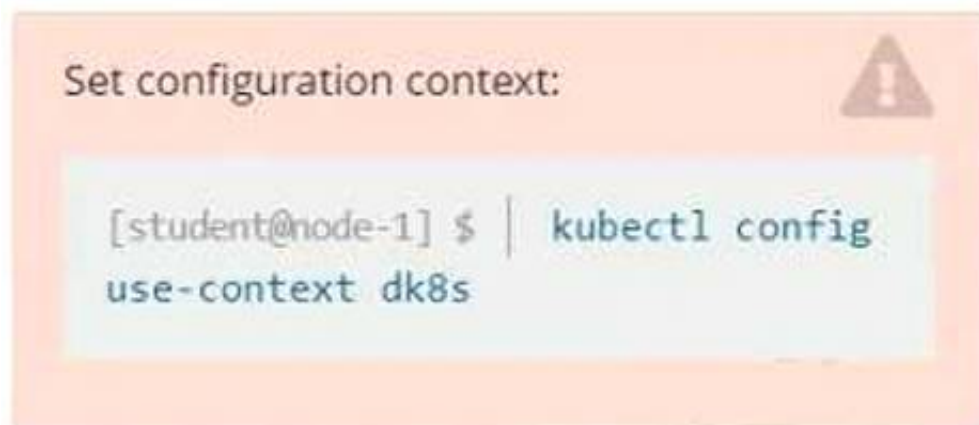 Set configuration context:
[student@node-1] $ | kubectl config
use-context dk8s